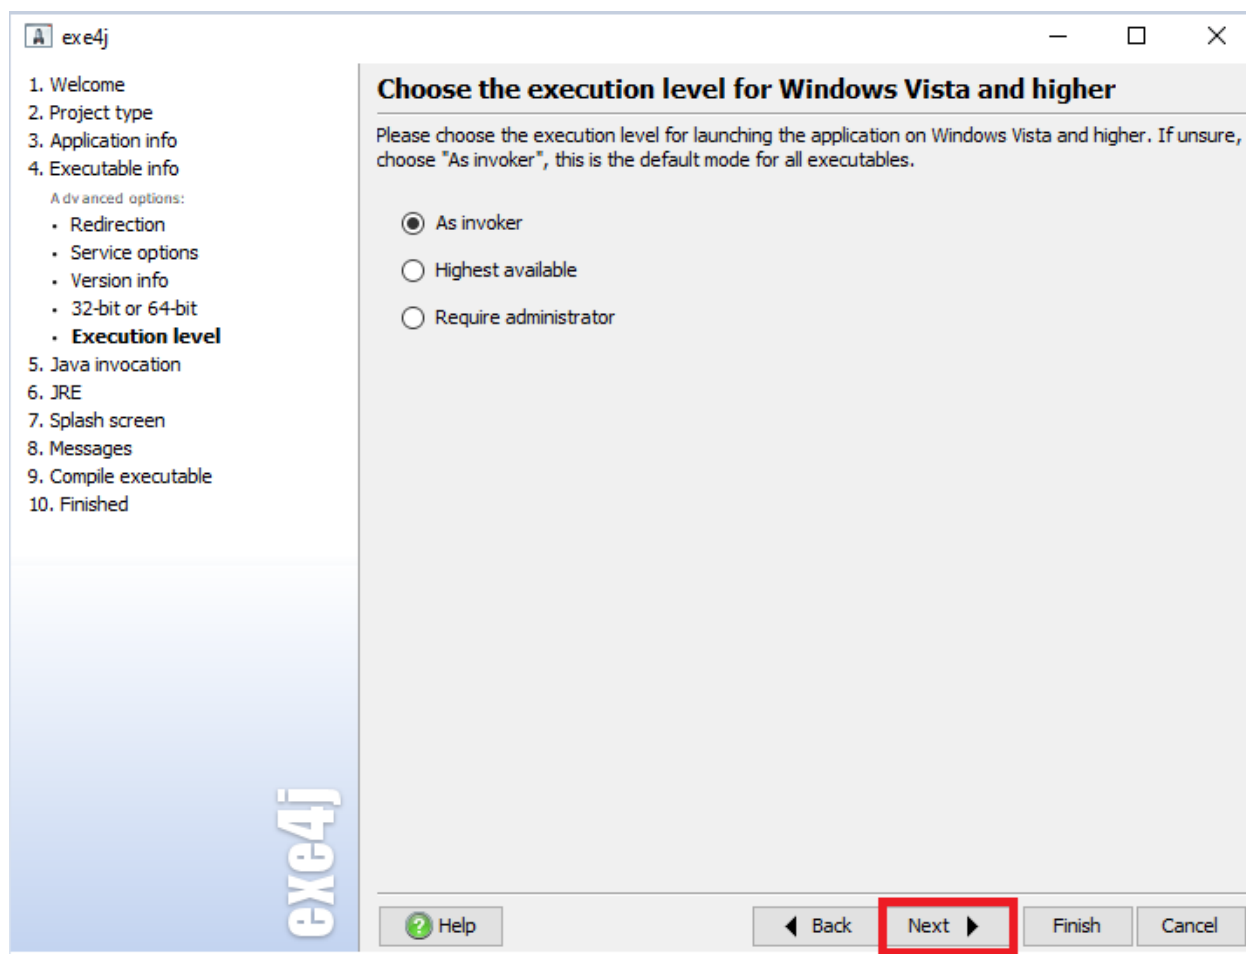 exe4j
1. Welcome
2. Project type
3. Application info
4. Executable info
Advanced options:
• Redirection
• Service options
• Version info
• 32-bit or 64-bit
• Execution level
5. Java invocation
6. JRE
7. Splash screen
8. Messages
9. Compile executable
10. Finished
exe4j
Choose the execution level for Windows Vista and higher
Please choose the execution level for launching the application on Windows Vista and higher. If unsure,
choose "As invoker", this is the default mode for all executables.
As invoker
Highest available
Require administrator
Help
Back
Next
Finish
Cancel